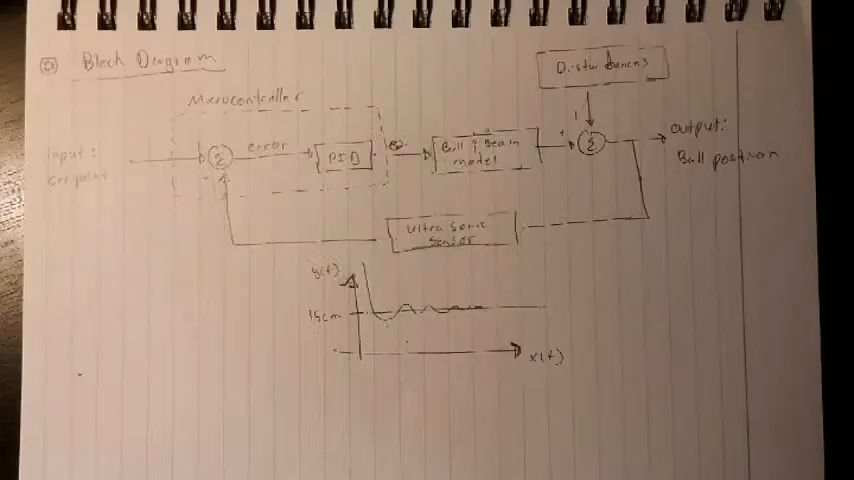 Block Diagram
Disturbances
Microcontroller
Input:
set point
Σ
error
PID
Ball & Beam
model
Σ
output:
Ball position
Ultra Sonic
Sensor
y(t)
15cm
x(t)